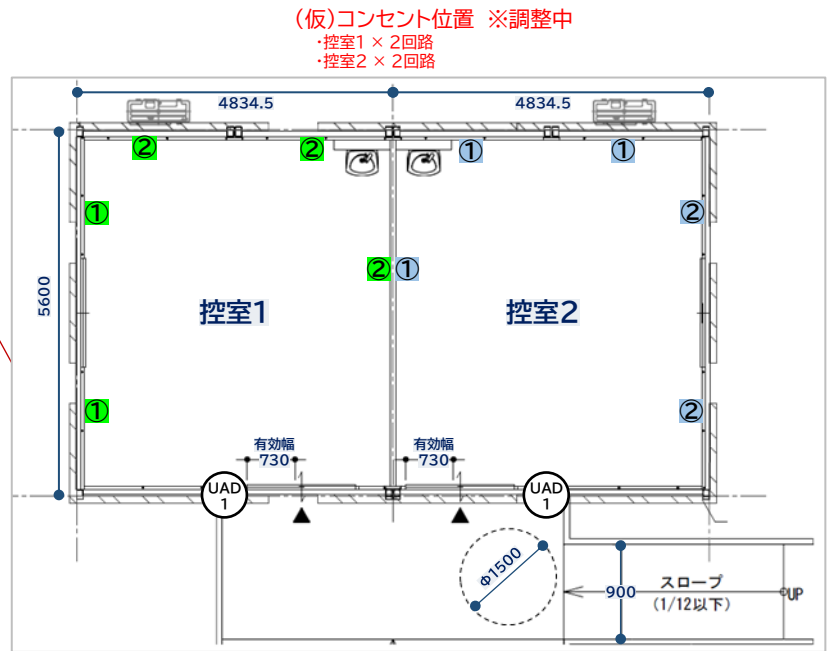 (仮)コンセント位置 ※調整中
・控室1 × 2回路
・控室2 × 2回路
4834.5 4834.5
② ② ① ①
① ②
5600
② ①
控室1 控室2
① ②
有効幅 有効幅
730 730
UAD
1
UAD
1
Φ1500
900
スロープ
(1/12以下)
UP